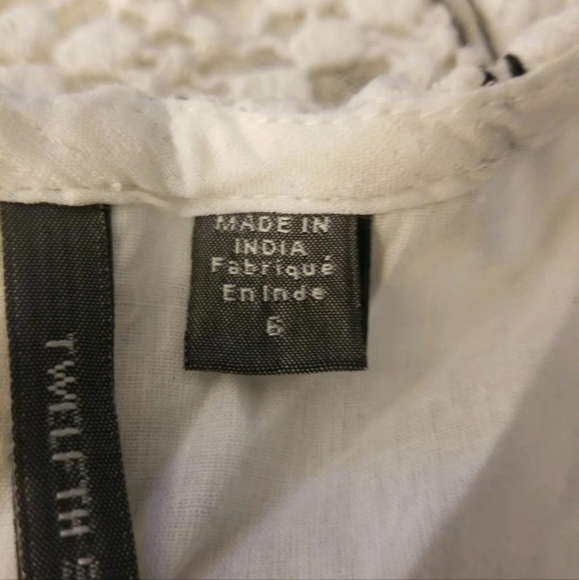 MADE IN
INDIA
Fabriqué
En Inde
6
TWELFTH